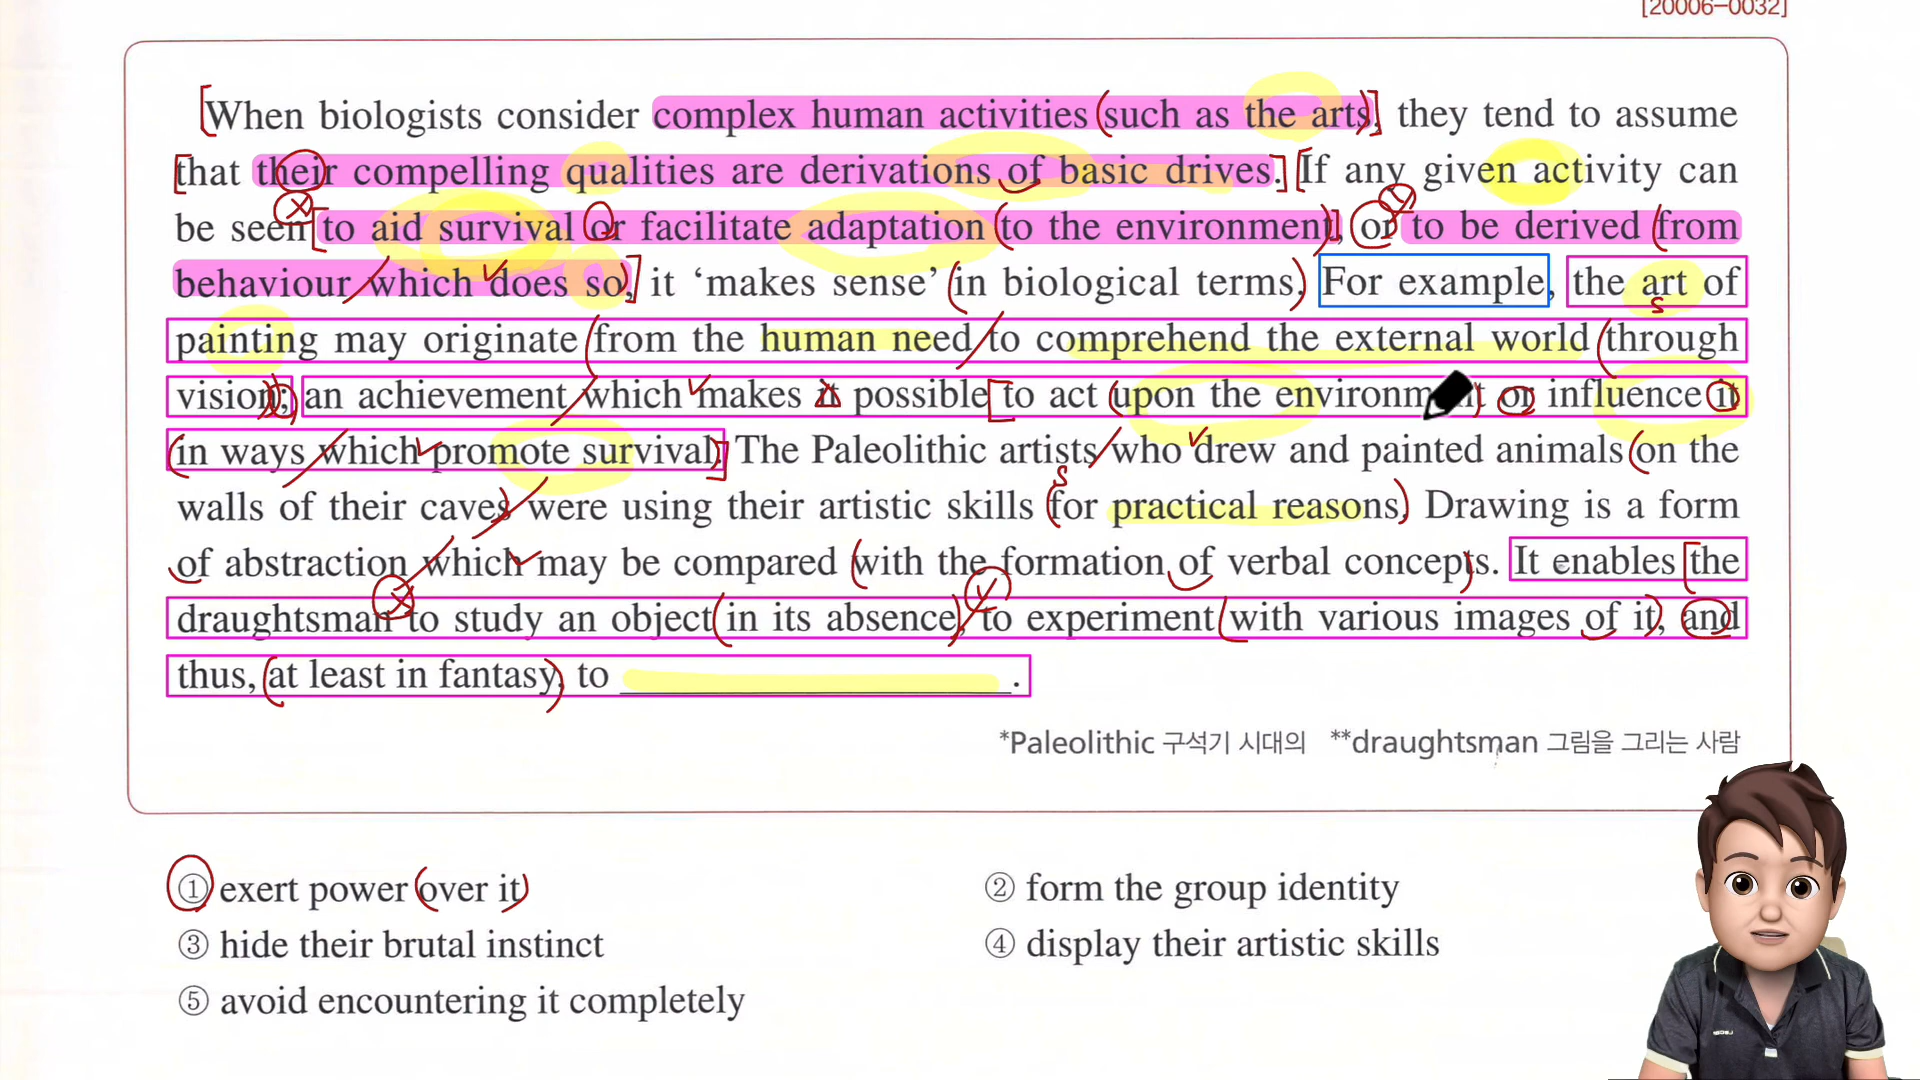 [20006-0032]
When biologists consider complex human activities such as the arts, they tend to assume
that their compelling qualities are derivations of basic drives. If any given activity can
be seen to aid survival or facilitate adaptation to the environment, or to be derived from
behaviour which does so, it ‘makes sense’ in biological terms. For example, the art of
painting may originate from the human need to comprehend the external world through
vision; an achievement which makes it possible to act upon the environment or influence it
in ways which promote survival. The Paleolithic artists who drew and painted animals on the
walls of their caves were using their artistic skills for practical reasons. Drawing is a form
of abstraction which may be compared with the formation of verbal concepts. It enables the
draughtsman to study an object in its absence, to experiment with various images of it, and
thus, at least in fantasy, to ____________.
*Paleolithic 구석기 시대의 **draughtsman 그림을 그리는 사람
① exert power over it
② form the group identity
③ hide their brutal instinct
④ display their artistic skills
⑤ avoid encountering it completely